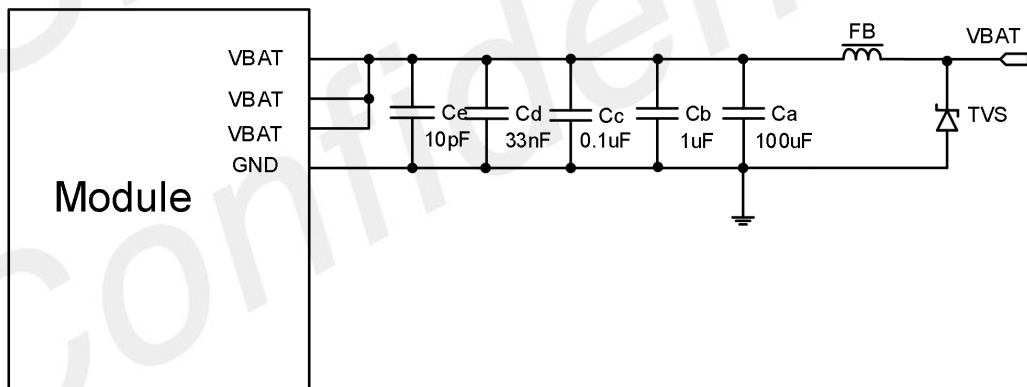 FB
VBAT
VBAT
VBAT
VBAT
GND
Module
Ce
10pF
Cd
33nF
Cc
0.1uF
Cb
1uF
Ca
100uF
TVS
Confiden